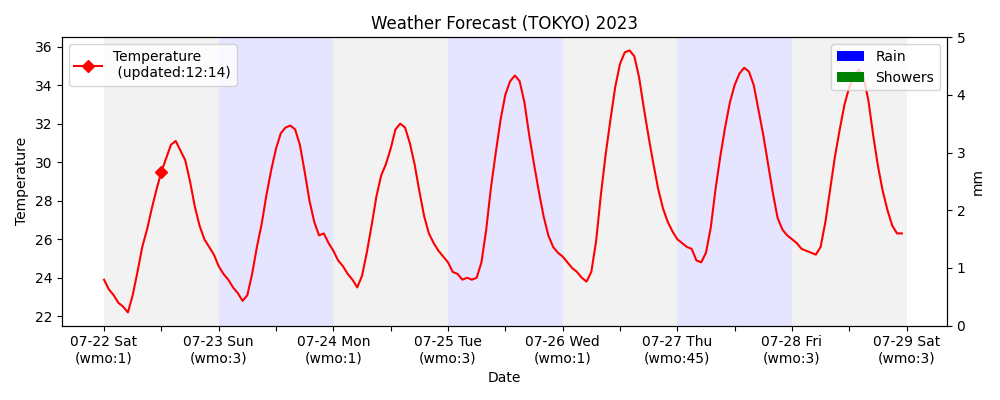 Weather Forecast (TOKYO) 2023
Temperature
(updated:12:14)
Rain
Showers
36
34
32
30
28
26
24
22
Temperature
5
4
3
2
1
0
mm
07-22 Sat
(wmo:1)
07-23 Sun
(wmo:3)
07-24 Mon
(wmo:1)
07-25 Tue
(wmo:3)
07-26 Wed
(wmo:1)
07-27 Thu
(wmo:45)
07-28 Fri
(wmo:3)
07-29 Sat
(wmo:3)
Date